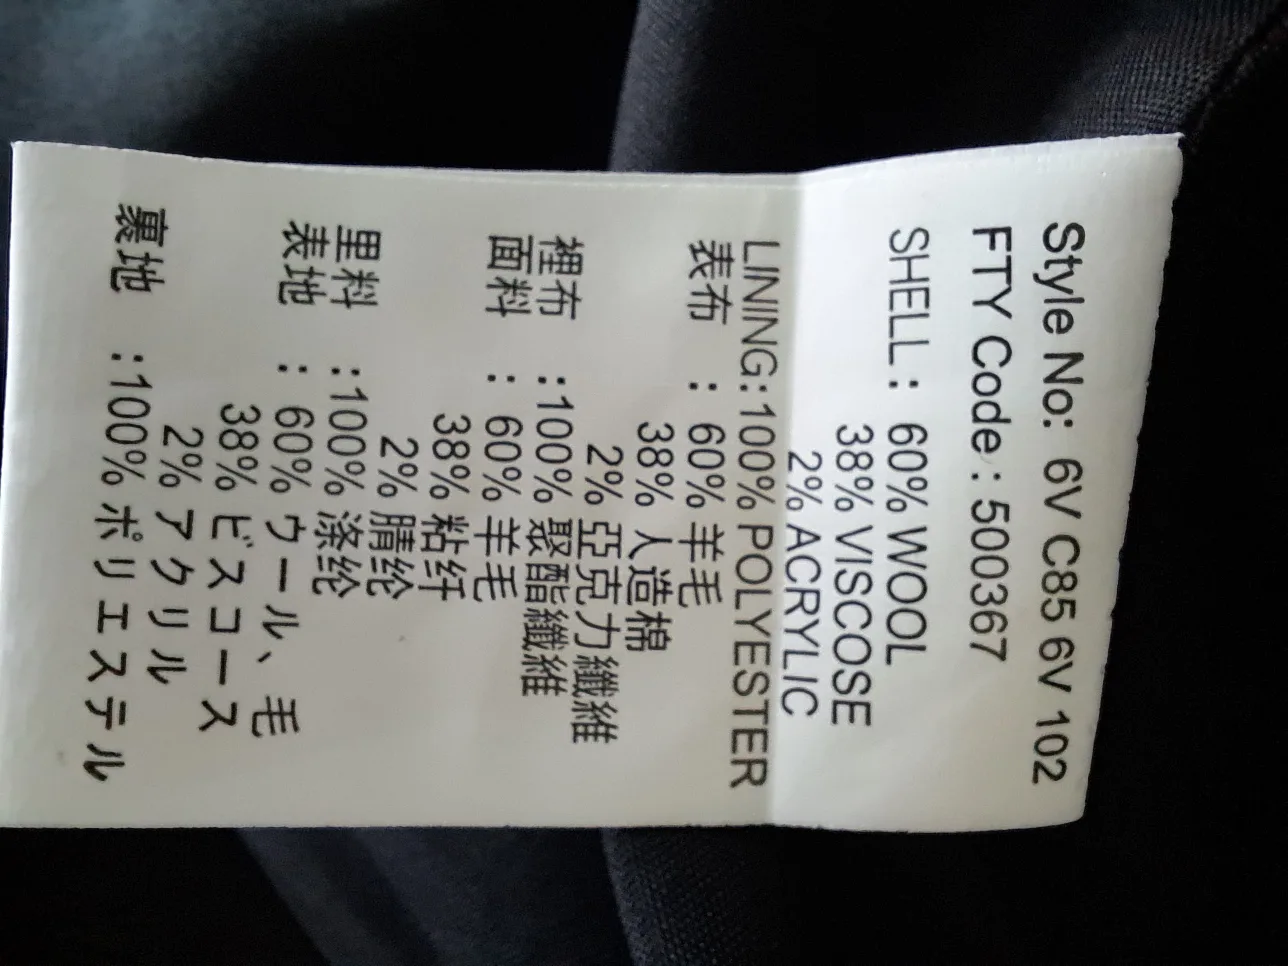 Style No: 6V C85 6V 102
FTY Code : 500367
SHELL : 60% WOOL
38% VISCOSE
2% ACRYLIC
LINING: 100% POLYESTER
表布 : 60% 羊毛
38% 人造棉
2% 亞克力纖維
裡布 :100% 聚酯纖維
面料 : 60% 羊毛
38% 粘纤
2% 腈纶
里料 :100% 涤纶
表地 : 60% ウール、毛
38% ビスコース
2% アクリル
裏地 :100% ポリエステル